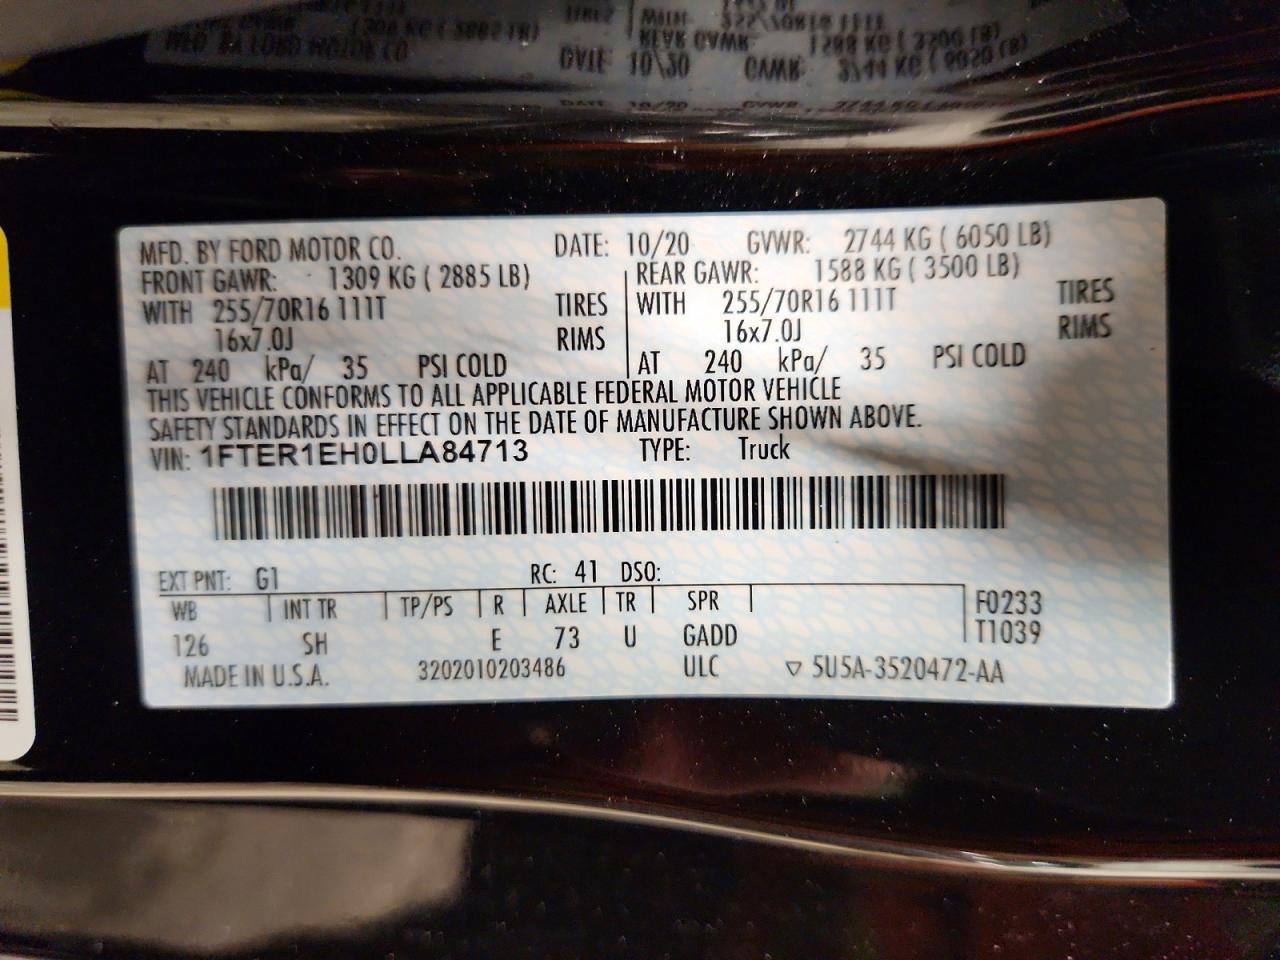 MFD. BY FORD MOTOR CO. DATE: 10/20 GVWR: 2744 KG ( 6050 LB)
FRONT GAWR: 1309 KG ( 2885 LB) REAR GAWR: 1588 KG ( 3500 LB)
WITH 255/70R16 111T TIRES WITH 255/70R16 111T TIRES
16x7.0J RIMS 16x7.0J RIMS
AT 240 kPa/ 35 PSI COLD AT 240 kPa/ 35 PSI COLD
THIS VEHICLE CONFORMS TO ALL APPLICABLE FEDERAL MOTOR VEHICLE
SAFETY STANDARDS IN EFFECT ON THE DATE OF MANUFACTURE SHOWN ABOVE.
VIN: 1FTER1EH0LLA84713 TYPE: Truck
EXT PNT: G1 RC: 41 DSO:
WB INT TR TP/PS R AXLE TR SPR F0233
126 SH E 73 U GADD T1039
MADE IN U.S.A. 3202010203486 ULC ▽ 5U5A-3520472-AA